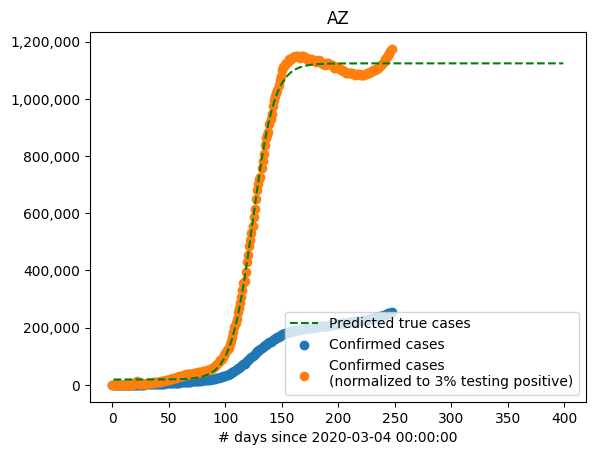 AZ
1,200,000
1,000,000
800,000
600,000
400,000
200,000
0
Predicted true cases
Confirmed cases
Confirmed cases
(normalized to 3% testing positive)
0 50 100 150 200 250 300 350 400
# days since 2020-03-04 00:00:00